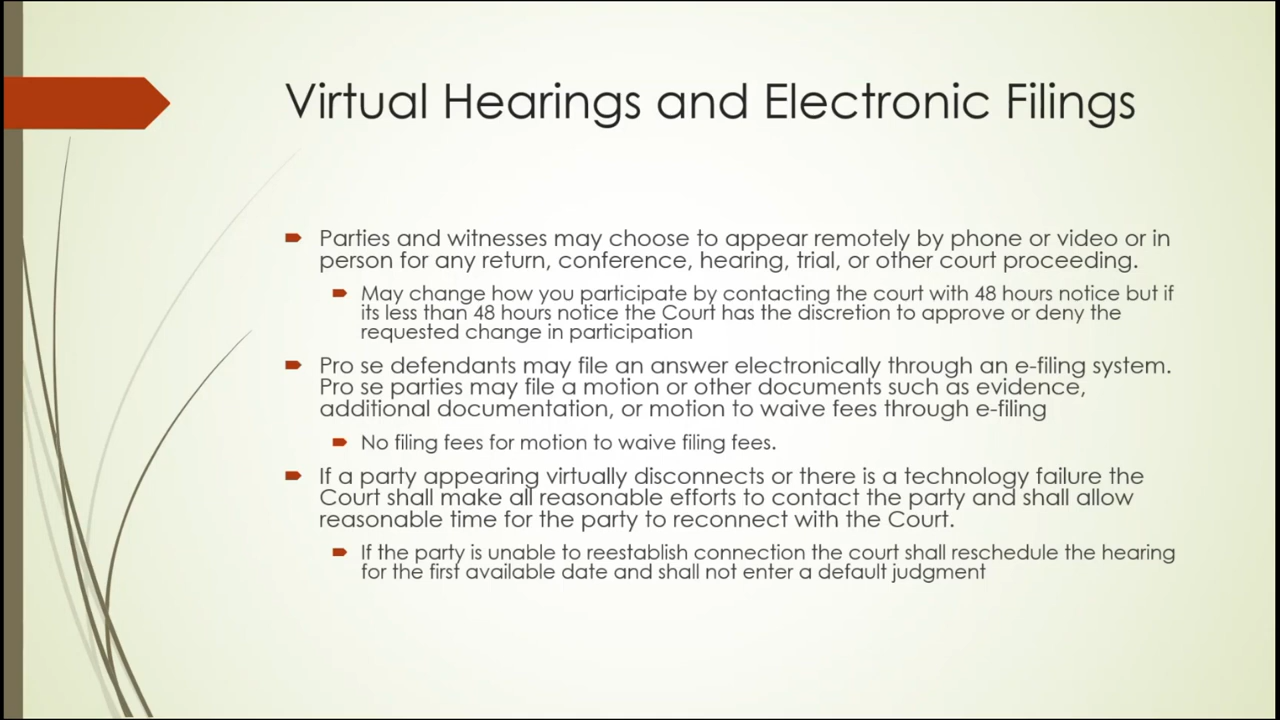 Virtual Hearings and Electronic Filings
Parties and witnesses may choose to appear remotely by phone or video or in
person for any return, conference, hearing, trial, or other court proceeding.
May change how you participate by contacting the court with 48 hours notice but if
its less than 48 hours notice the Court has the discretion to approve or deny the
requested change in participation
Pro se defendants may file an answer electronically through an e-filing system.
Pro se parties may file a motion or other documents such as evidence,
additional documentation, or motion to waive fees through e-filing
No filing fees for motion to waive filing fees.
If a party appearing virtually disconnects or there is a technology failure the
Court shall make all reasonable efforts to contact the party and shall allow
reasonable time for the party to reconnect with the Court.
If the party is unable to reestablish connection the court shall reschedule the hearing
for the first available date and shall not enter a default judgment